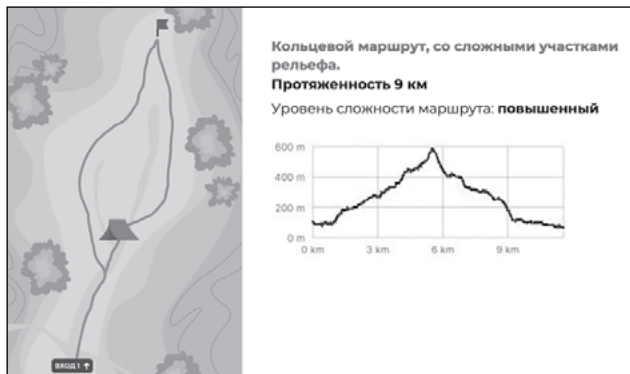 Кольцевой маршрут, со сложными участками
рельефа.
Протяженность 9 км
Уровень сложности маршрута: повышенный
600 m
400 m
200 m
0 m
0 km 3 km 6 km 9 km
ВХОД 1 ↑